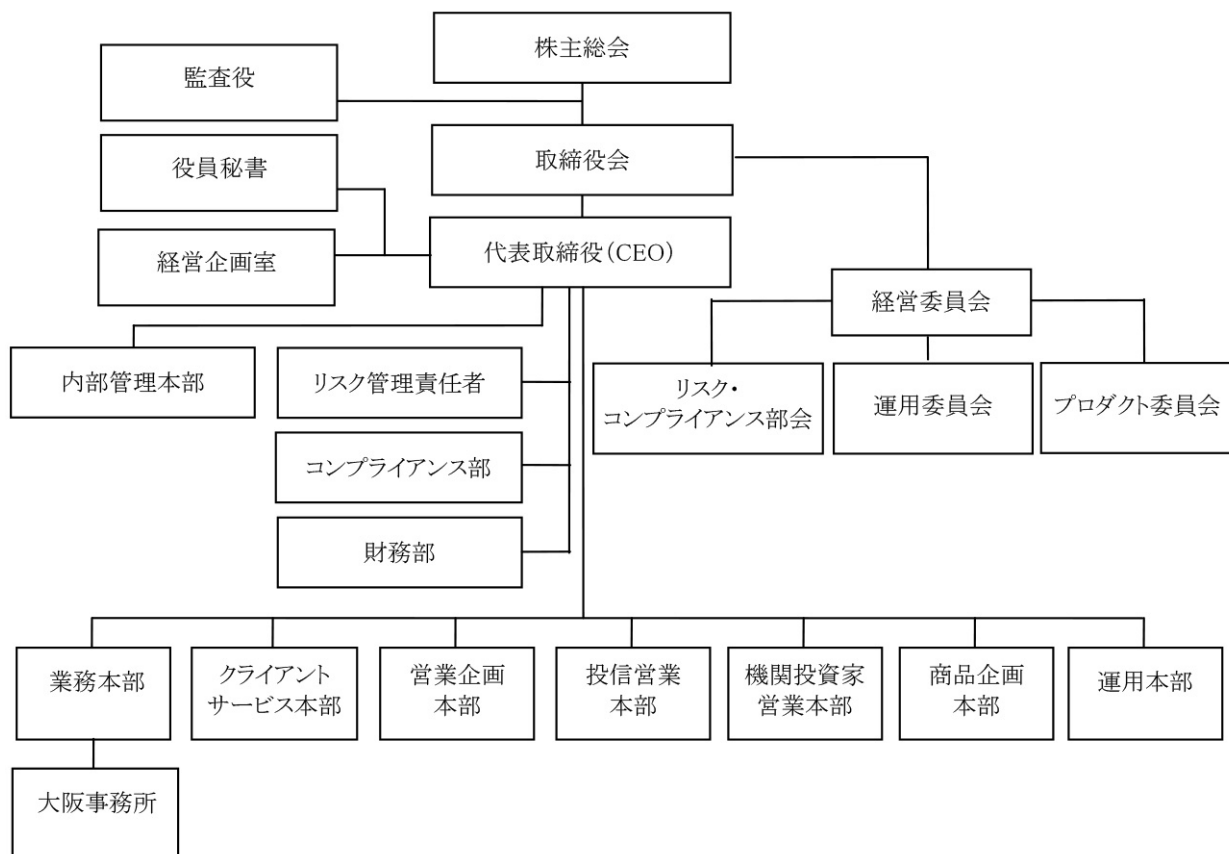 株主総会
監査役
取締役会
役員秘書
代表取締役(CEO)
経営企画室
経営委員会
内部管理本部
リスク管理責任者
リスク・
コンプライアンス部会
運用委員会
プロダクト委員会
コンプライアンス部
財務部
業務本部
クライアント
サービス本部
営業企画
本部
投信営業
本部
機関投資家
営業本部
商品企画
本部
運用本部
大阪事務所